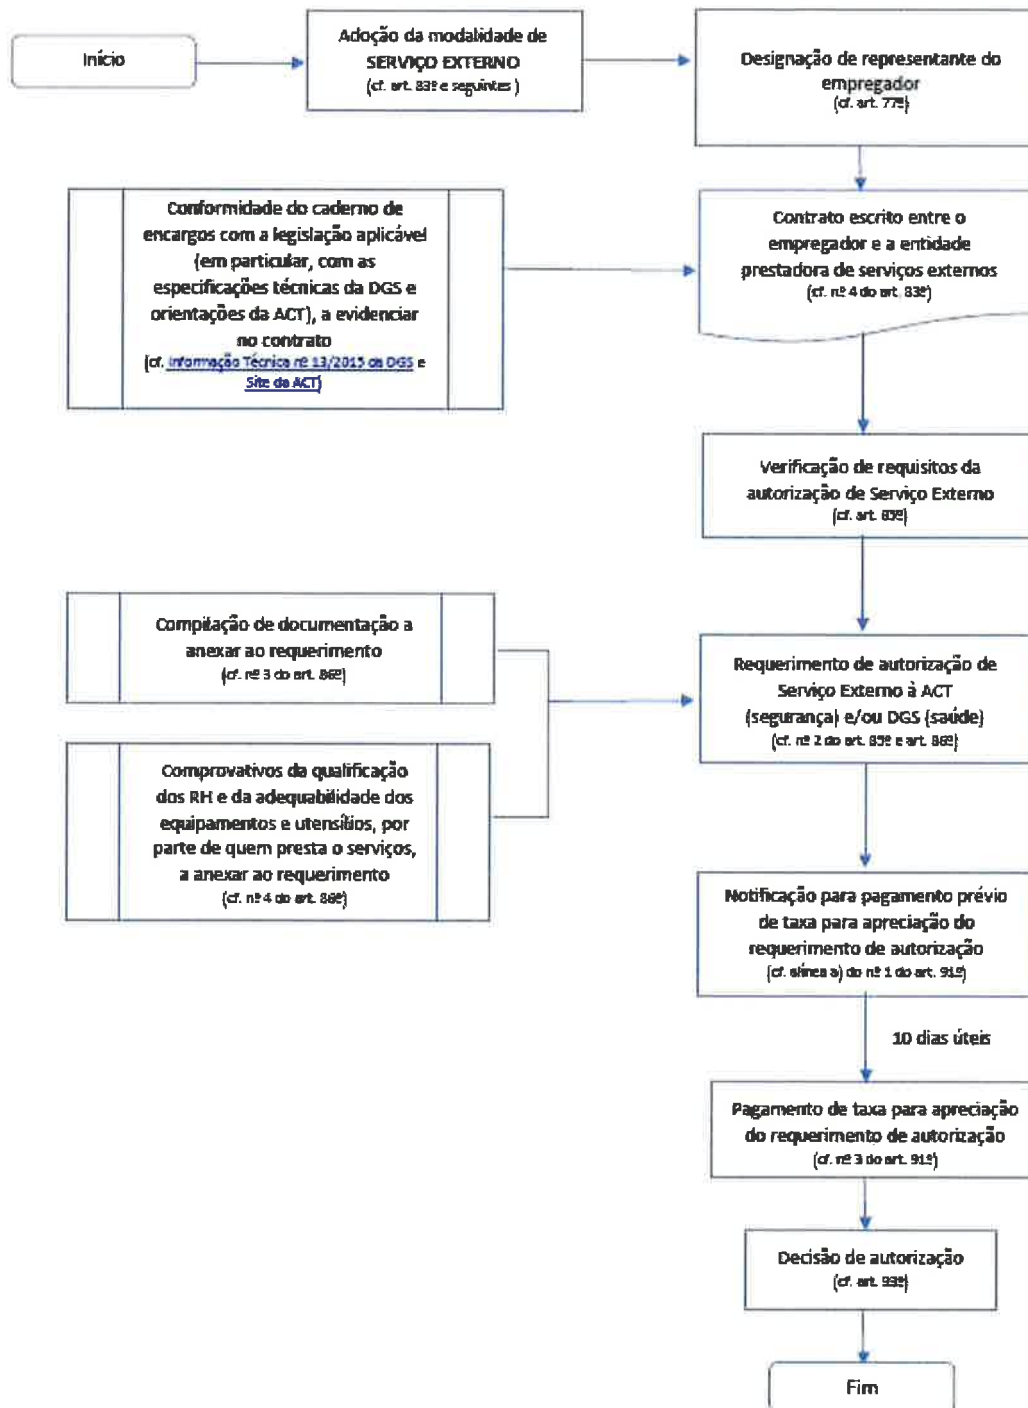 Início
Adoção da modalidade de
SERVIÇO EXTERNO
(cf. art. 83º e seguintes )
Designação de representante do
empregador
(cf. art. 77º)
Conformidade do caderno de
encargos com a legislação aplicável
(em particular, com as
especificações técnicas da DGS e
orientações da ACT), a evidenciar
no contrato
(cf. Informação Técnica nº 13/2015 da DGS e
Site da ACT)
Contrato escrito entre o
empregador e a entidade
prestadora de serviços externos
(cf. nº 4 do art. 83º)
Verificação de requisitos da
autorização de Serviço Externo
(cf. art. 85º)
Compilação de documentação a
anexar ao requerimento
(cf. nº 3 do art. 86º)
Requerimento de autorização de
Serviço Externo à ACT
(segurança) e/ou DGS (saúde)
(cf. nº 2 do art. 85º e art. 86º)
Comprovativos da qualificação
dos RH e da adequabilidade dos
equipamentos e utensílios, por
parte de quem presta o serviços,
a anexar ao requerimento
(cf. nº 4 do art. 86º)
Notificação para pagamento prévio
de taxa para apreciação do
requerimento de autorização
(cf. alínea a) do nº 1 do art. 91º)
10 dias úteis
Pagamento de taxa para apreciação
do requerimento de autorização
(cf. nº 3 do art. 91º)
Decisão de autorização
(cf. art. 93º)
Fim